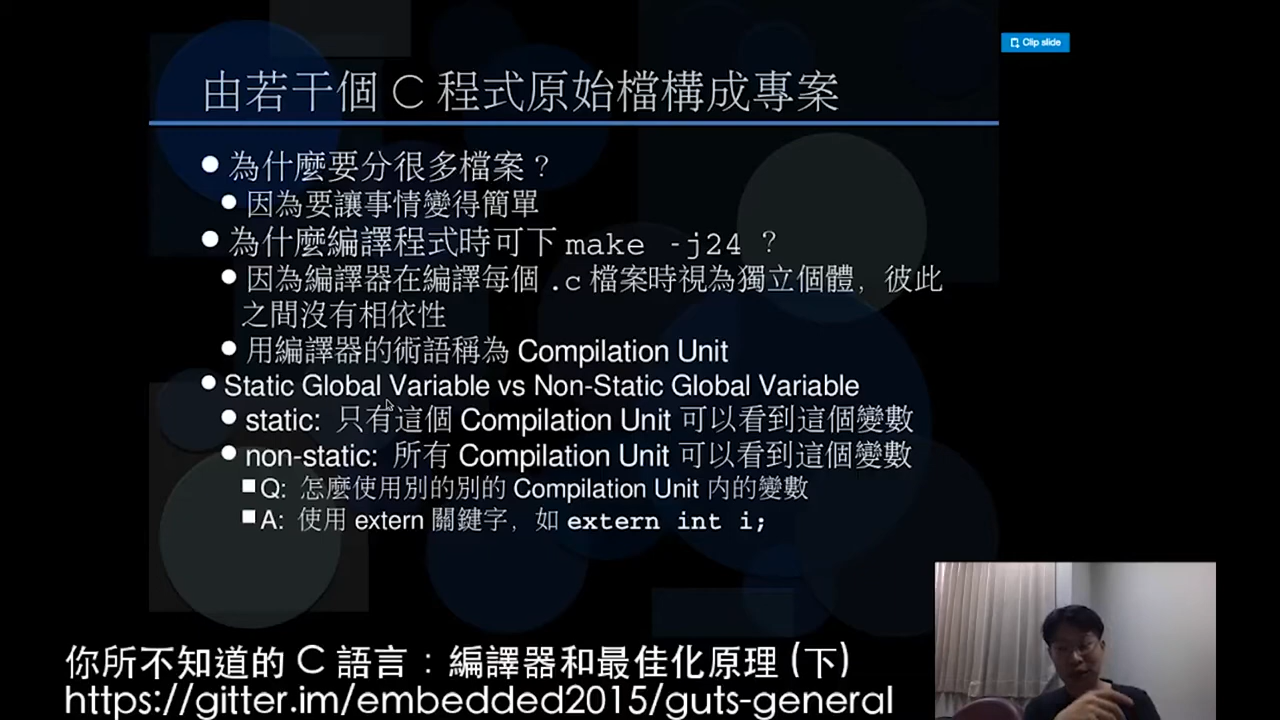 Clip slide
由若干個 C 程式原始檔構成專案
為什麼要分很多檔案？
因為要讓事情變得簡單
為什麼編譯程式時可下 make -j24 ？
因為編譯器在編譯每個 .c 檔案時視為獨立個體，彼此
之間沒有相依性
用編譯器的術語稱為 Compilation Unit
Static Global Variable vs Non-Static Global Variable
static: 只有這個 Compilation Unit 可以看到這個變數
non-static: 所有 Compilation Unit 可以看到這個變數
Q: 怎麼使用別的別的 Compilation Unit 内的變數
A: 使用 extern 關鍵字，如 extern int i;
你所不知道的 C 語言：編譯器和最佳化原理 (下)
https://gitter.im/embedded2015/guts-general